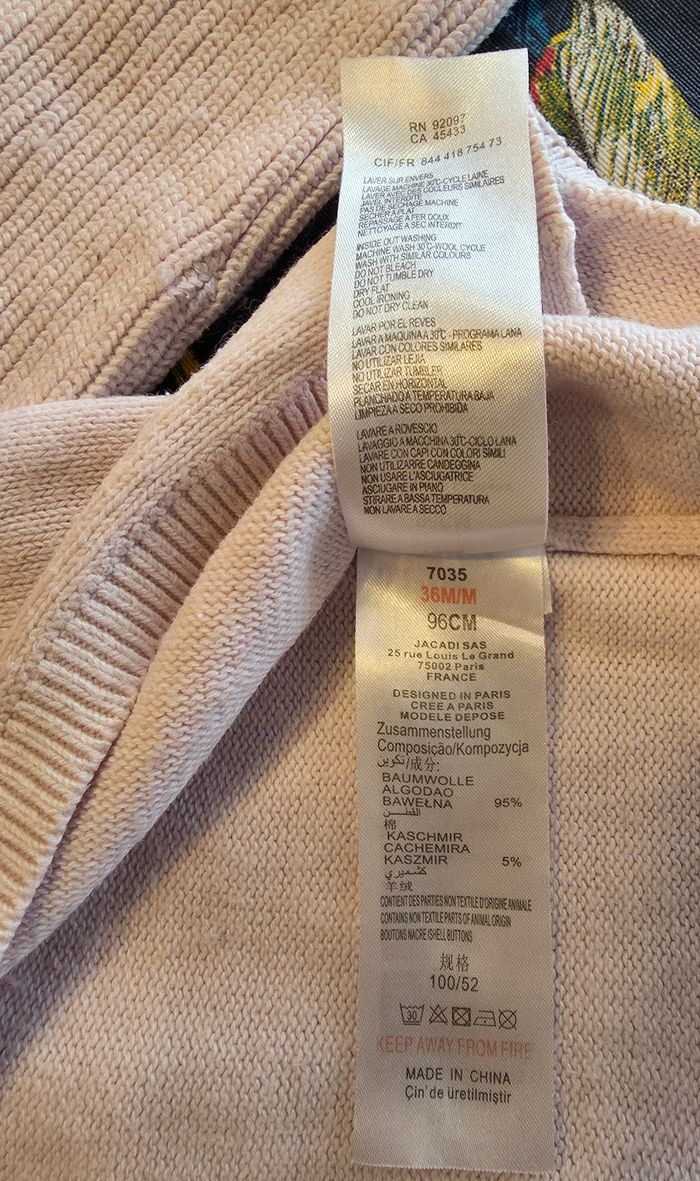 RN 92097
CA 45433
CIF/FR 844 418 754 73
LAVER SUR ENVERS
LAVAGE MACHINE 30°C-CYCLE LAINE
LAVER AVEC DES COULEURS SIMILAIRES
JAVEL INTERDITE
PAS DE SECHAGE MACHINE
SECHER A PLAT
REPASSAGE A FER DOUX
NETTOYAGE A SEC INTERDIT
INSIDE OUT WASHING
MACHINE WASH 30°C-WOOL CYCLE
WASH WITH SIMILAR COLOURS
DO NOT BLEACH
DO NOT TUMBLE DRY
DRY FLAT
COOL IRONING
DO NOT DRY CLEAN
LAVAR POR EL REVES
LAVAR A MAQUINA A 30°C - PROGRAMA LANA
LAVAR CON COLORES SIMILARES
NO UTILIZAR LEJIA
NO UTILIZAR TUMBLER
SECAR EN HORIZONTAL
PLANCHADO A TEMPERATURA BAJA
LIMPIEZA A SECO PROHIBIDA
LAVARE A ROVESCIO
LAVAGGIO A MACCHINA 30°C-CICLO LANA
LAVARE CON CAPI CON COLORI SIMILI
NON UTILIZARRE CANDEGGINA
NON USARE L'ASCIUGATRICE
ASCIUGARE IN PIANO
STIRARE A BASSA TEMPERATURA
NON LAVARE A SECCO
7035
36M/M
96CM
JACADI SAS
25 rue Louis Le Grand
75002 Paris
FRANCE
DESIGNED IN PARIS
CREE A PARIS
MODELE DEPOSE
Zusammenstellung
Composição/Kompozycja
تكوين/成分:
BAUMWOLLE
ALGODAO
BAWEŁNA 95%
القطن
棉
KASCHMIR
CACHEMIRA
KASZMIR 5%
كشميري
羊绒
CONTIENT DES PARTIES NON TEXTILE D'ORIGINE ANIMALE
CONTAINS NON TEXTILE PARTS OF ANIMAL ORIGIN
BOUTONS NACRE /SHELL BUTTONS
规格
100/52
30
KEEP AWAY FROM FIRE
MADE IN CHINA
Çin'de üretilmiştir